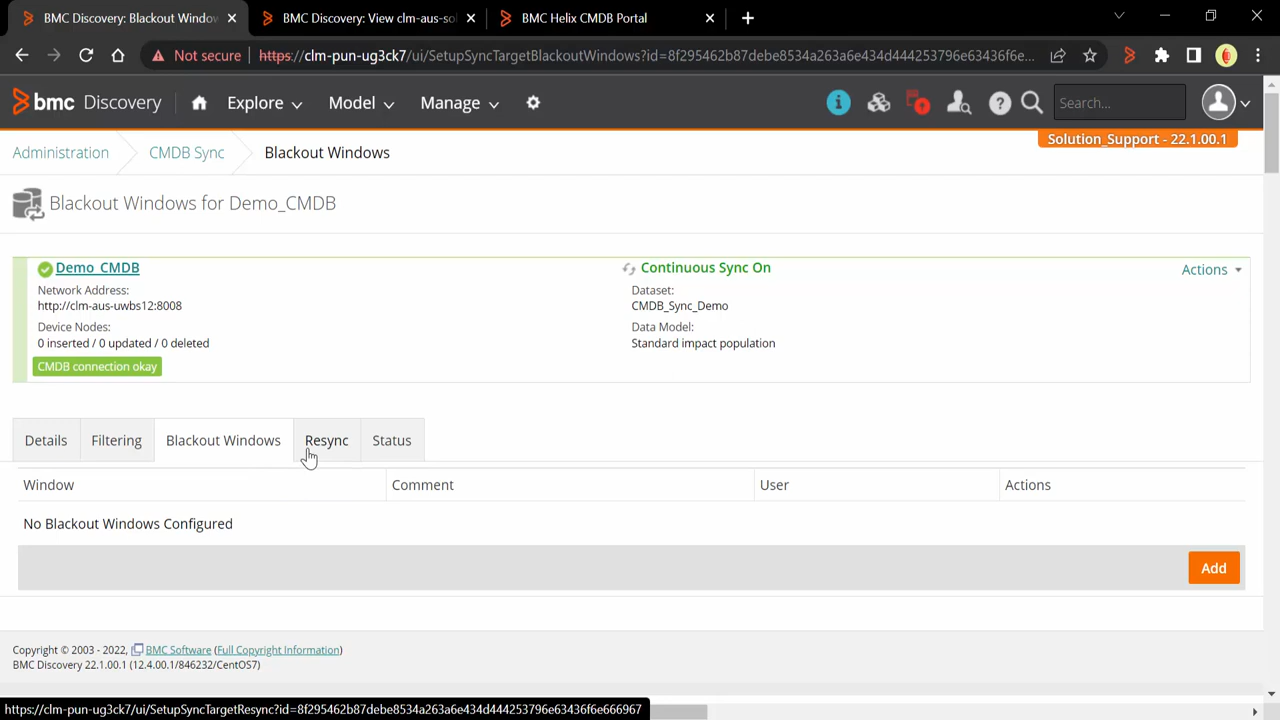 BMC Discovery: Blackout Windo
BMC Discovery: View clm-aus-so
BMC Helix CMDB Portal
Not secure
https://clm-pun-ug3ck7/ui/SetupSyncTargetBlackoutWindows?id=8f295462b87debe8534a263a6e434d444253796e63436f6e...
bmc Discovery
Explore
Model
Manage
Search...
Solution_Support - 22.1.00.1
Administration
CMDB Sync
Blackout Windows
Blackout Windows for Demo_CMDB
Demo_CMDB
Continuous Sync On
Actions
Network Address:
Dataset:
http://clm-aus-uwbs12:8008
CMDB_Sync_Demo
Device Nodes:
Data Model:
0 inserted / 0 updated / 0 deleted
Standard impact population
CMDB connection okay
Details
Filtering
Blackout Windows
Resync
Status
Window
Comment
User
Actions
No Blackout Windows Configured
Add
Copyright © 2003 - 2022, BMC Software (Full Copyright Information)
BMC Discovery 22.1.00.1 (12.4.00.1/846232/CentOS7)
https://clm-pun-ug3ck7/ui/SetupSyncTargetResync?id=8f295462b87debe8534a263a6e434d444253796e63436f6e666967